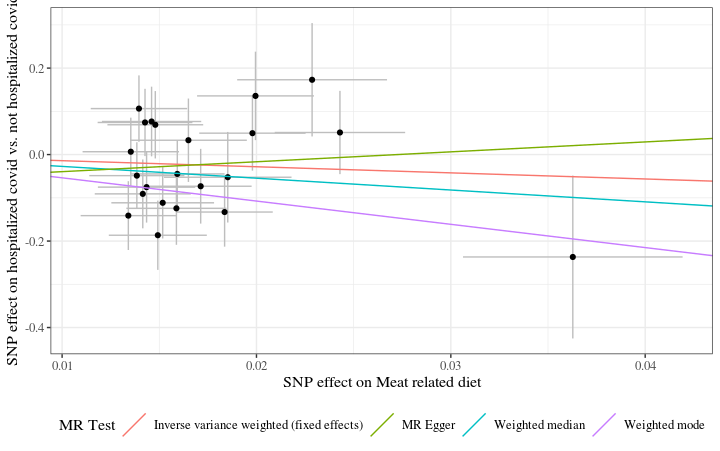 SNP effect on hospitalized covid vs. not hospitalized covid
0.2
0.0
-0.2
-0.4
0.01 0.02 0.03 0.04
SNP effect on Meat related diet
MR Test Inverse variance weighted (fixed effects) MR Egger Weighted median Weighted mode